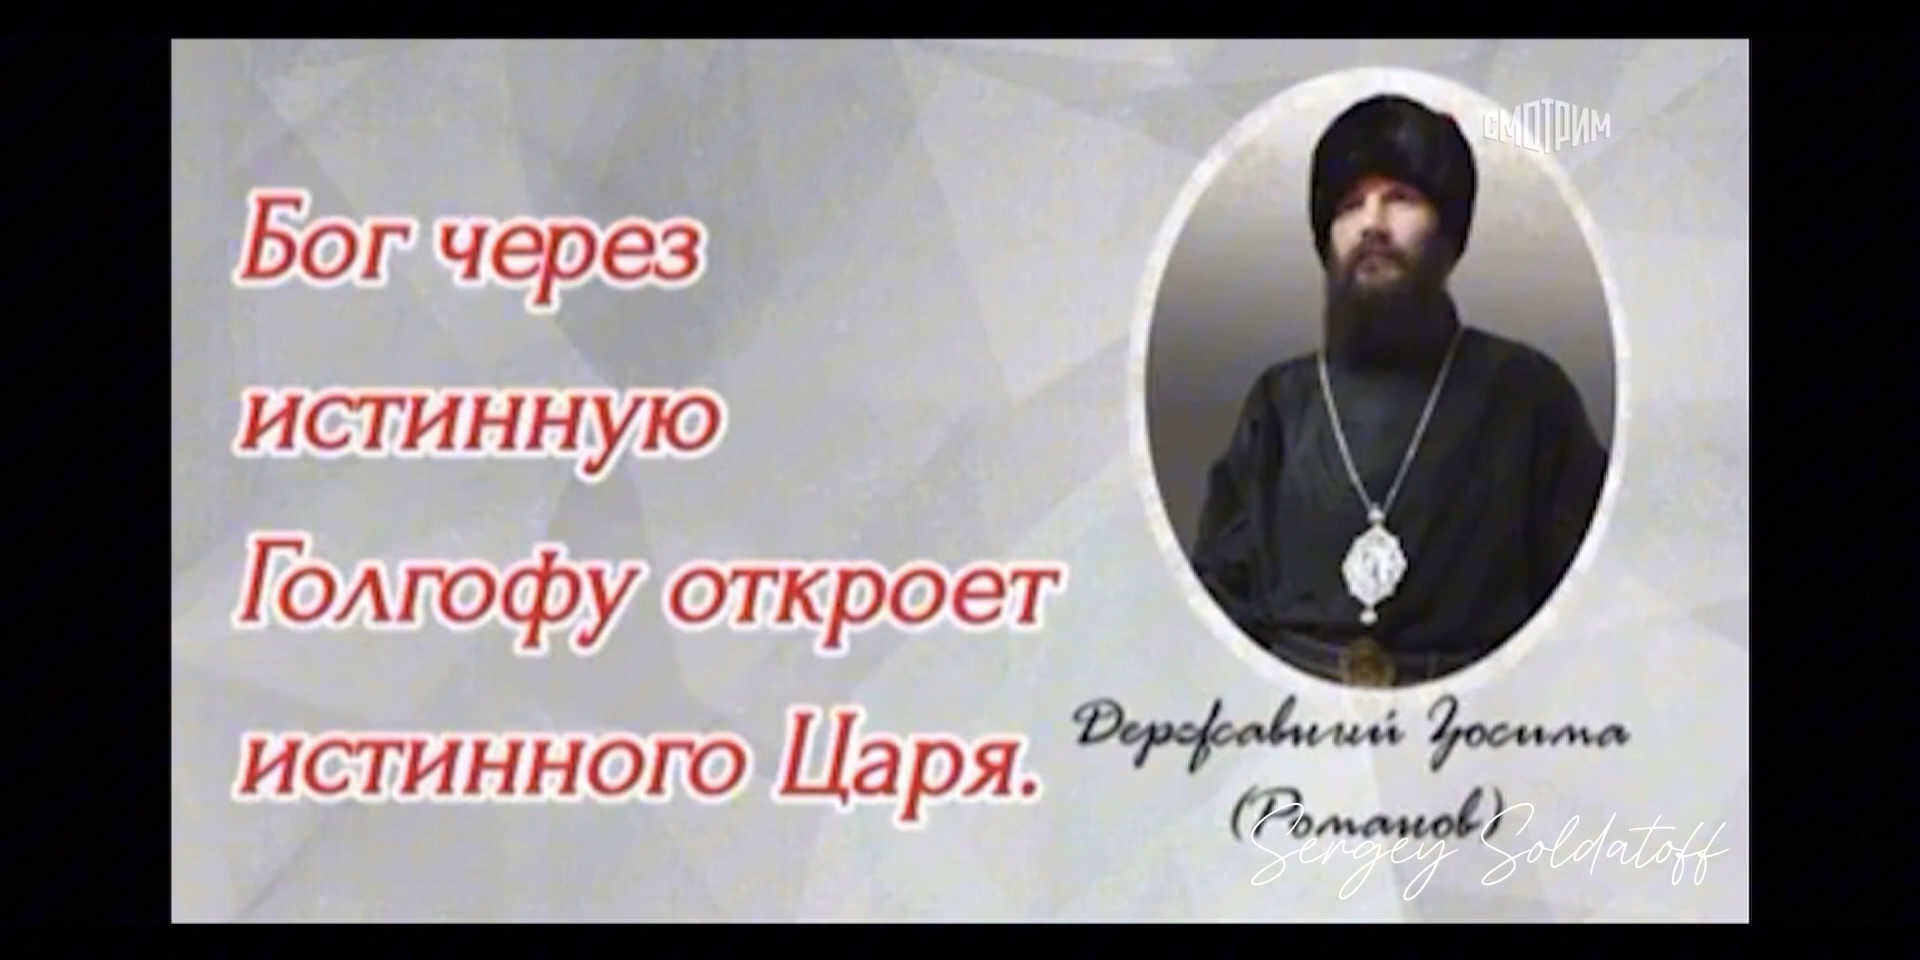 СМОТРИМ
Бог через
истинную
Голгофу откроет
истинного Царя.
Державный Зосима
(Романов)
Sergey Soldatoff